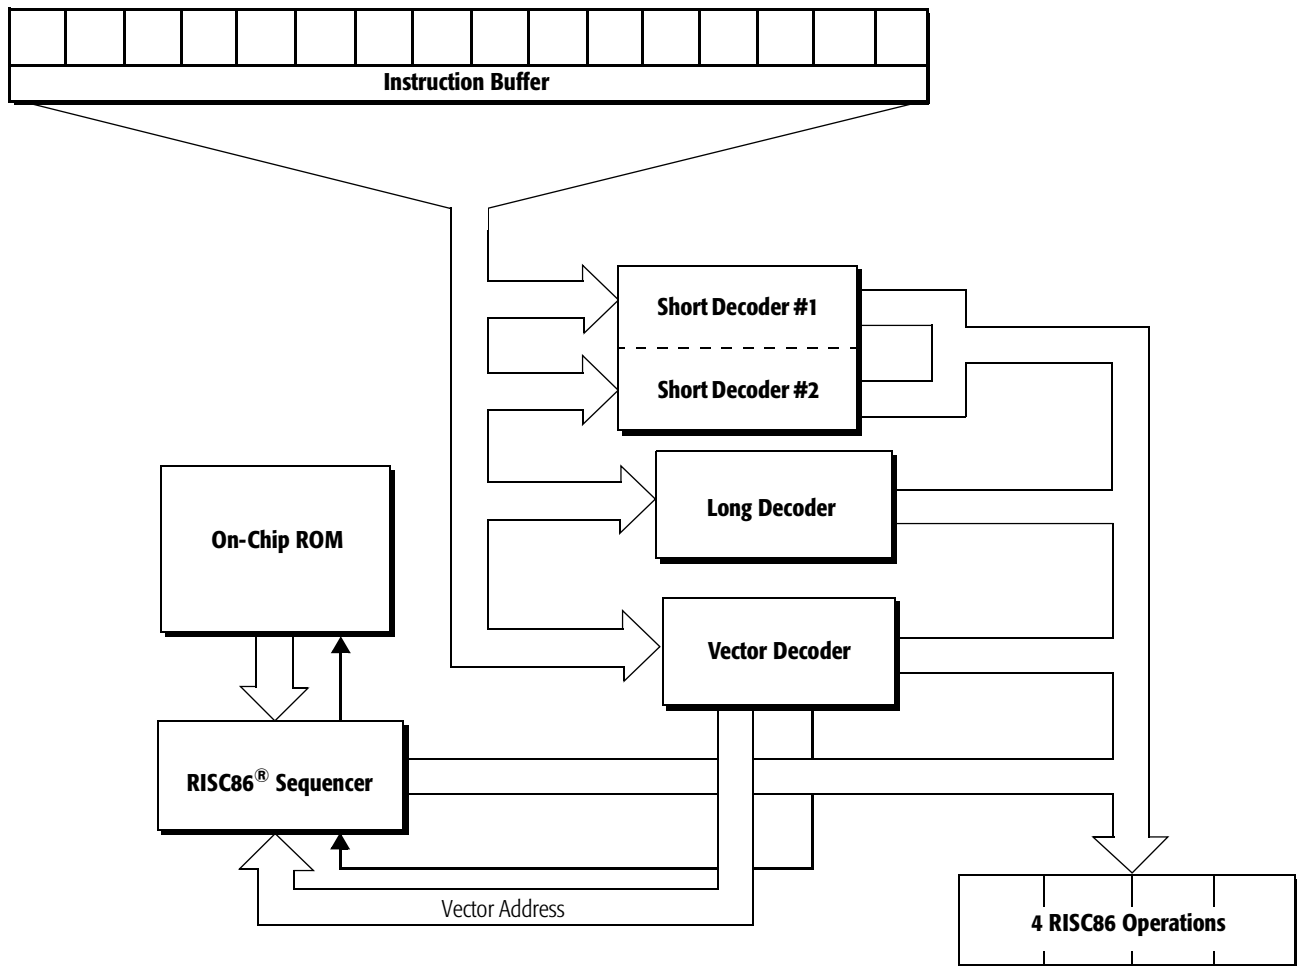 Instruction Buffer
Short Decoder #1
Short Decoder #2
Long Decoder
On-Chip ROM
Vector Decoder
RISC86® Sequencer
Vector Address
4 RISC86 Operations